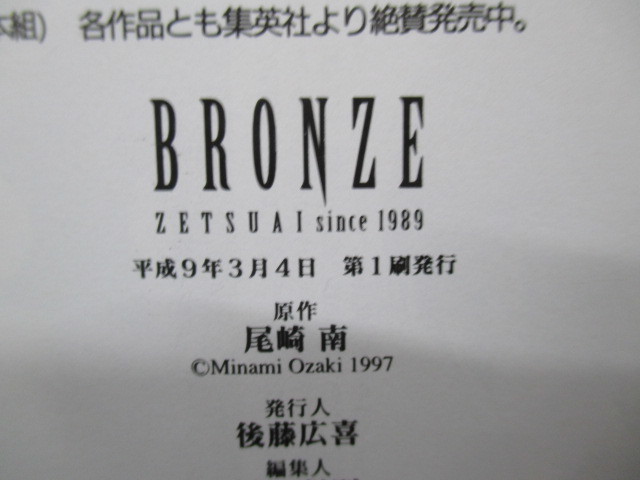 本組) 各作品とも集英社より絶賛発売中。
BRONZE
ZETSUAI since 1989
平成9年3月4日 第1刷発行
原作
尾崎 南
©Minami Ozaki 1997
発行人
後藤広喜
編集人